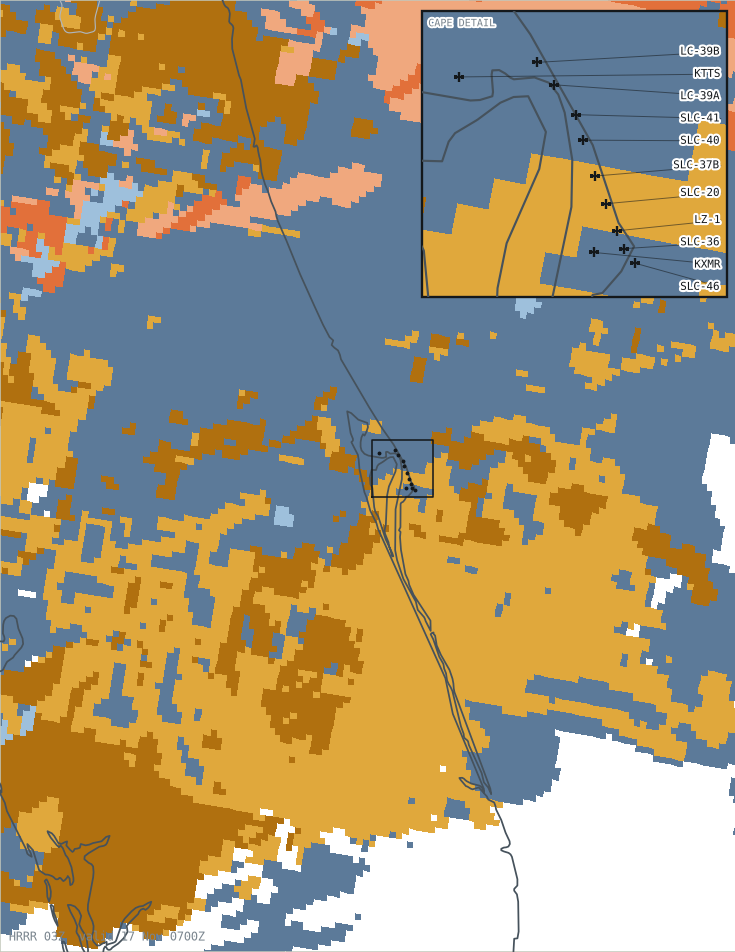 CAPE DETAIL
LC-39B
KTTS
LC-39A
SLC-41
SLC-40
SLC-37B
SLC-20
LZ-1
SLC-36
KXMR
SLC-46
HRRR 0700Z